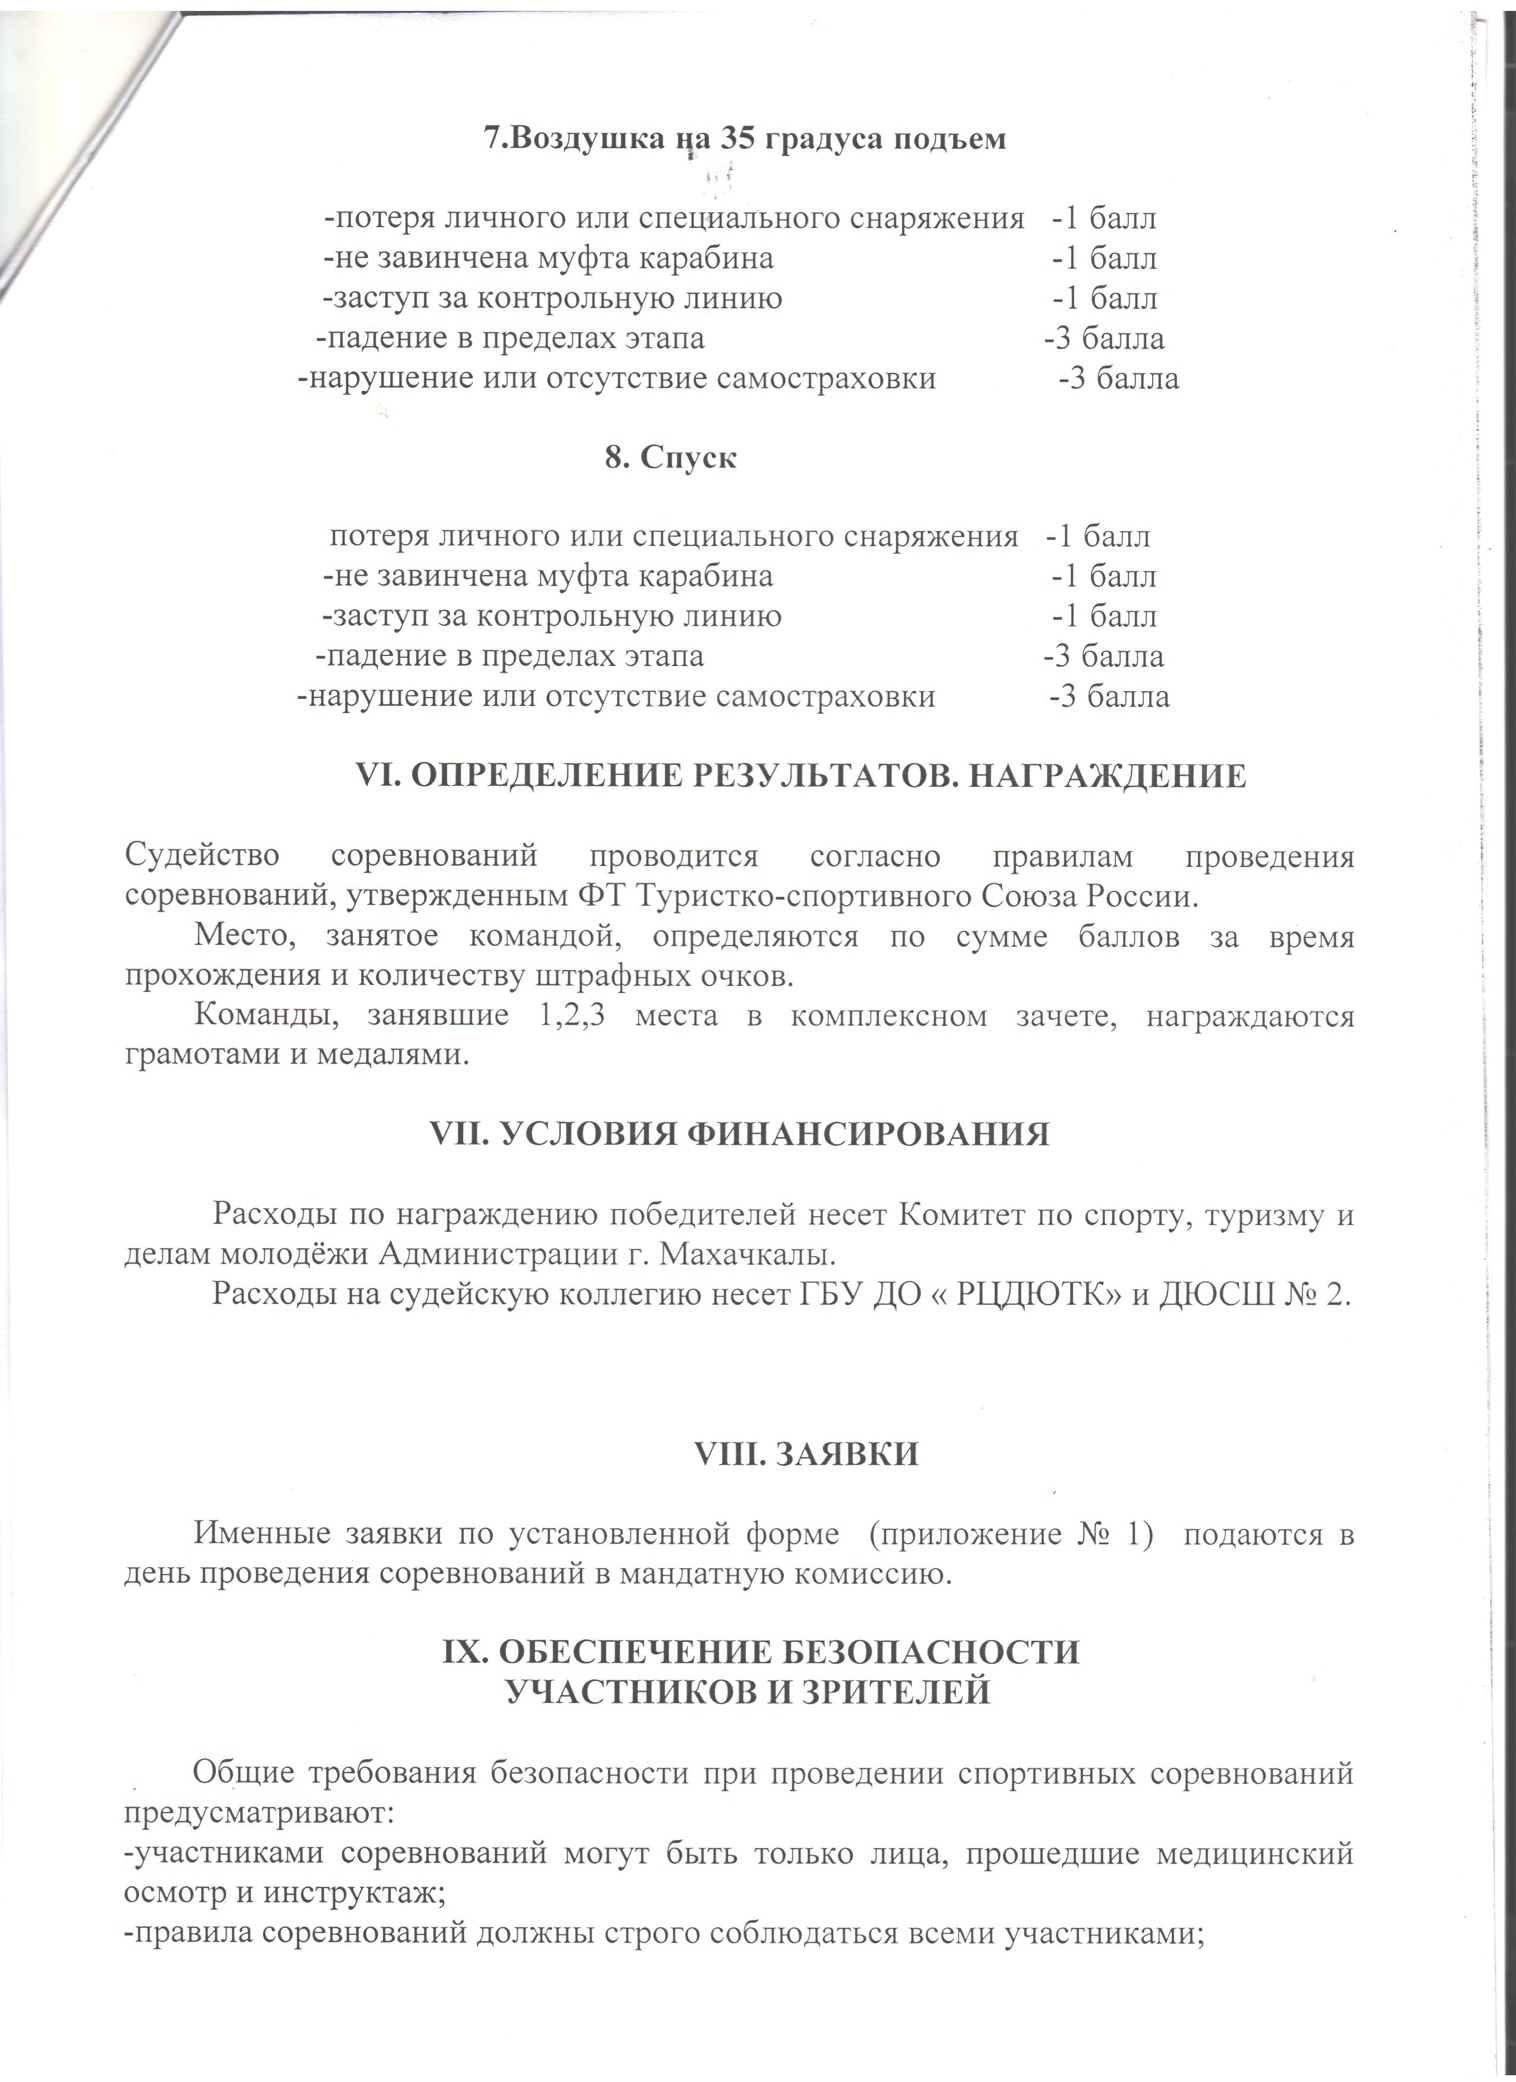 7.Воздушка на 35 градуса подъем
-потеря личного или специального снаряжения -1 балл
-не завинчена муфта карабина -1 балл
-заступ за контрольную линию -1 балл
-падение в пределах этапа -3 балла
-нарушение или отсутствие самостраховки -3 балла
8. Спуск
потеря личного или специального снаряжения -1 балл
-не завинчена муфта карабина -1 балл
-заступ за контрольную линию -1 балл
-падение в пределах этапа -3 балла
-нарушение или отсутствие самостраховки -3 балла
VI. ОПРЕДЕЛЕНИЕ РЕЗУЛЬТАТОВ. НАГРАЖДЕНИЕ
Судейство соревнований проводится согласно правилам проведения
соревнований, утвержденным ФТ Туристко-спортивного Союза России.
Место, занятое командой, определяются по сумме баллов за время
прохождения и количеству штрафных очков.
Команды, занявшие 1,2,3 места в комплексном зачете, награждаются
грамотами и медалями.
VII. УСЛОВИЯ ФИНАНСИРОВАНИЯ
Расходы по награждению победителей несет Комитет по спорту, туризму и
делам молодёжи Администрации г. Махачкалы.
Расходы на судейскую коллегию несет ГБУ ДО « РЦДЮТК» и ДЮСШ № 2.
VIII. ЗАЯВКИ
Именные заявки по установленной форме (приложение № 1) подаются в
день проведения соревнований в мандатную комиссию.
IX. ОБЕСПЕЧЕНИЕ БЕЗОПАСНОСТИ
УЧАСТНИКОВ И ЗРИТЕЛЕЙ
Общие требования безопасности при проведении спортивных соревнований
предусматривают:
-участниками соревнований могут быть только лица, прошедшие медицинский
осмотр и инструктаж;
-правила соревнований должны строго соблюдаться всеми участниками;